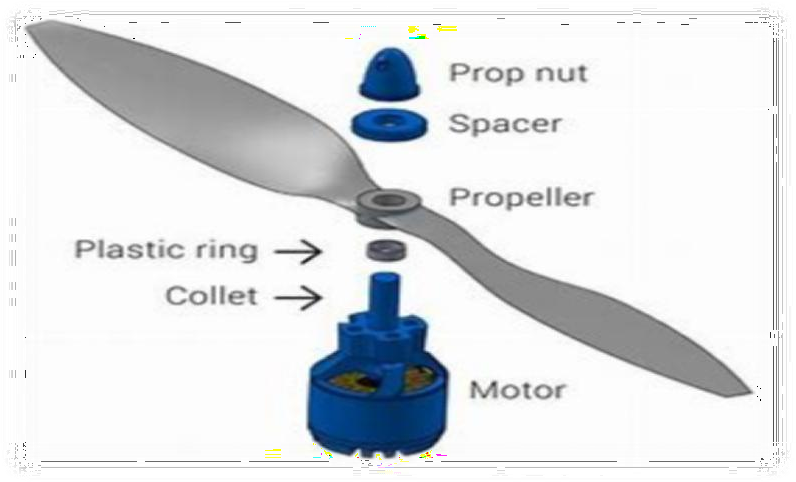 Prop nut
Spacer
Propeller
Plastic ring
Collet
Motor